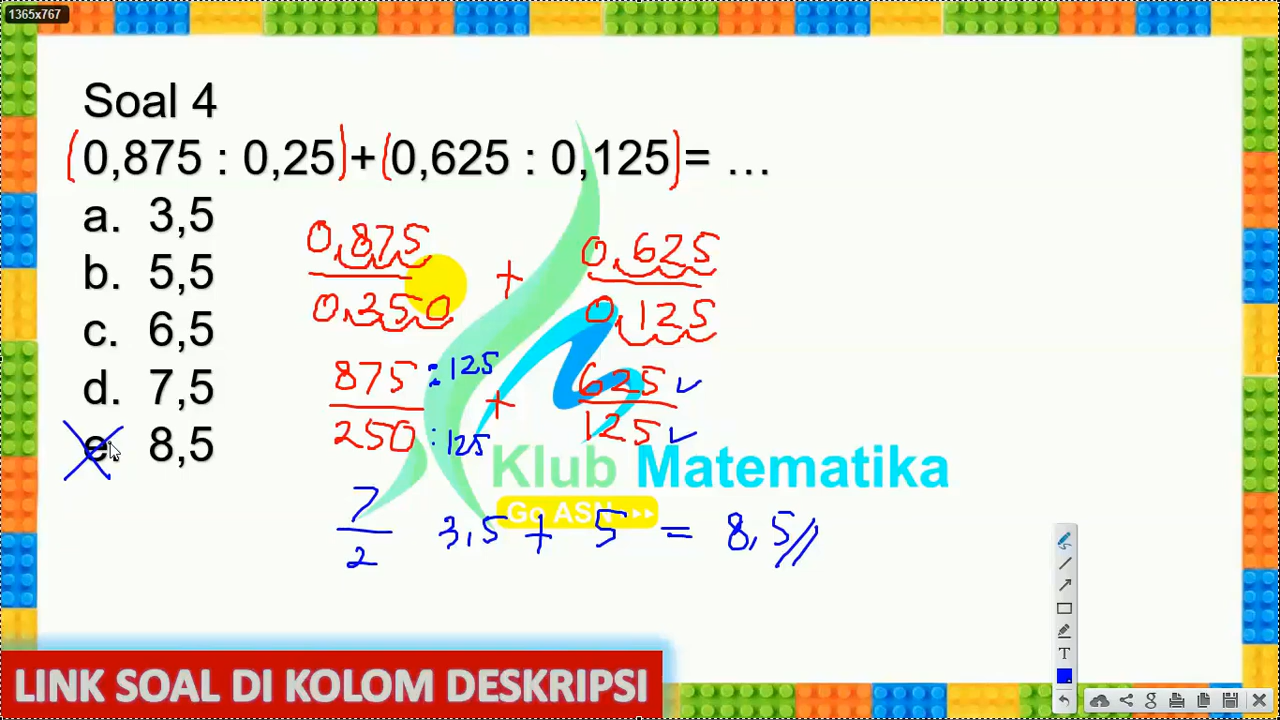 1365x767
Soal 4
(0,875 : 0,25)+(0,625 : 0,125)= …
a. 3,5
b. 5,5
c. 6,5
d. 7,5
e. 8,5
0,875 + 0,625
0,250 0,125
875 : 125 + 625
250 : 125 125
7
2
3,5 + 5 = 8,5
Klub Matematika
Go ASN
LINK SOAL DI KOLOM DESKRIPSI
T